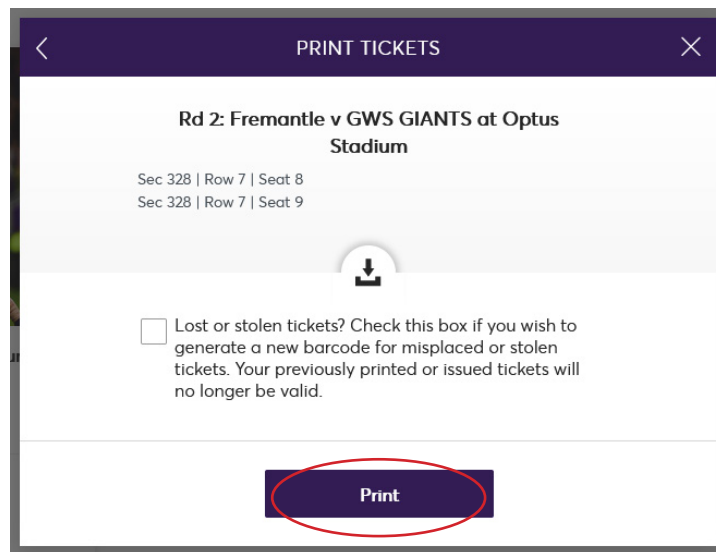 PRINT TICKETS
Rd 2: Fremantle v GWS GIANTS at Optus
Stadium
Sec 328 | Row 7 | Seat 8
Sec 328 | Row 7 | Seat 9
Lost or stolen tickets? Check this box if you wish to
generate a new barcode for misplaced or stolen
tickets. Your previously printed or issued tickets will
no longer be valid.
Print